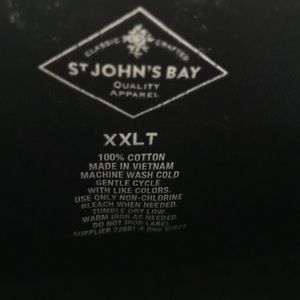 CLASSIC CRAFTED
ST JOHN'S BAY
QUALITY
APPAREL
XXLT
100% COTTON
MADE IN VIETNAM
MACHINE WASH COLD
GENTLE CYCLE
WITH LIKE COLORS.
USE ONLY NON-CHLORINE
BLEACH WHEN NEEDED.
TUMBLE DRY LOW.
WARM IRON AS NEEDED.
DO NOT IRON LABEL
SUPPLIER